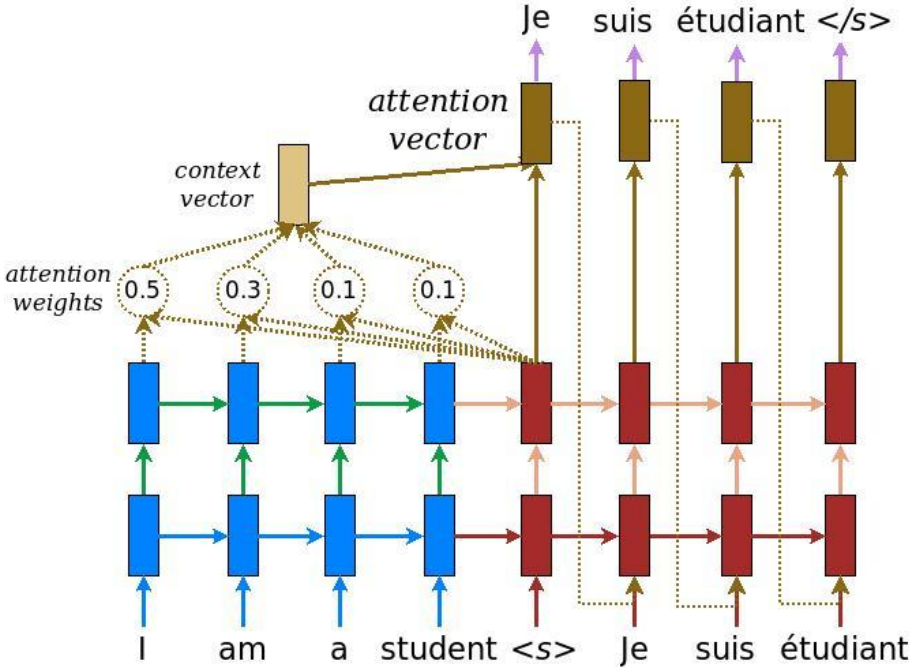 Je suis étudiant </s>
attention
vector
context
vector
attention
weights
0.5 0.3 0.1 0.1
I am a student <s> Je suis étudiant